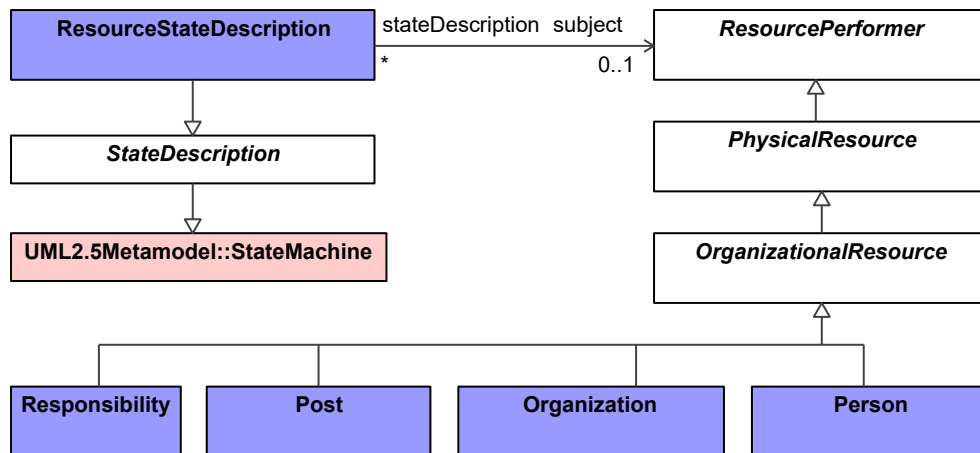 ResourceStateDescription
stateDescription subject
ResourcePerformer
*
0..1
StateDescription
PhysicalResource
UML2.5Metamodel::StateMachine
OrganizationalResource
Responsibility
Post
Organization
Person